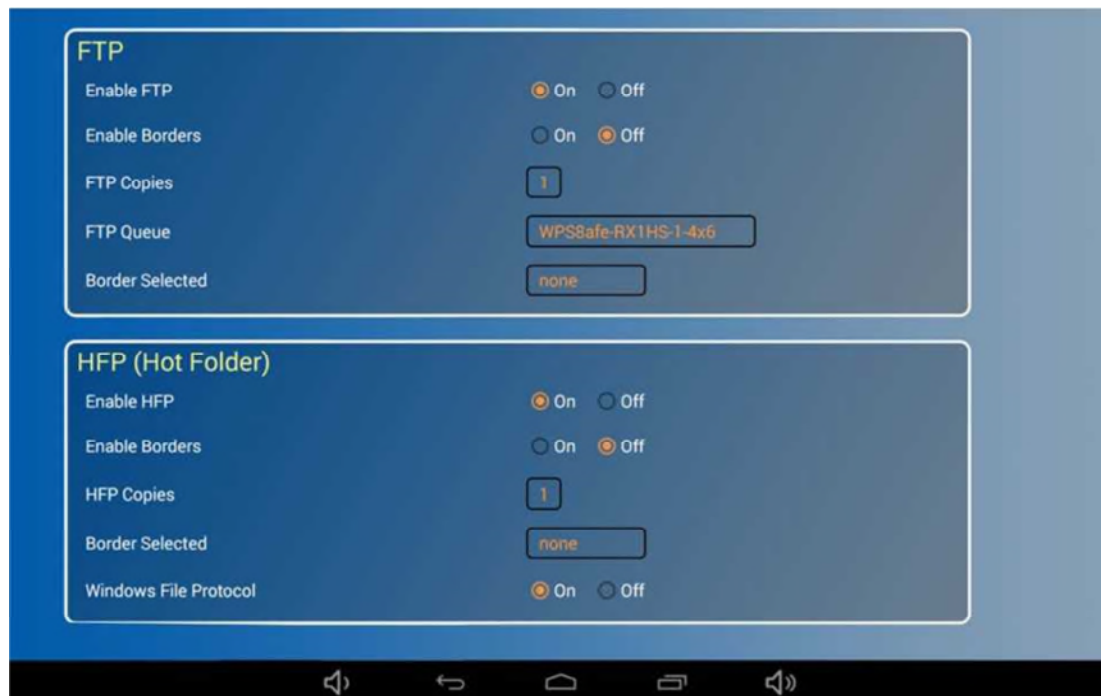 FTP
Enable FTP On Off
Enable Borders On Off
FTP Copies 1
FTP Queue WPS8afe-RX1HS-1-4x6
Border Selected none
HFP (Hot Folder)
Enable HFP On Off
Enable Borders On Off
HFP Copies 1
Border Selected none
Windows File Protocol On Off